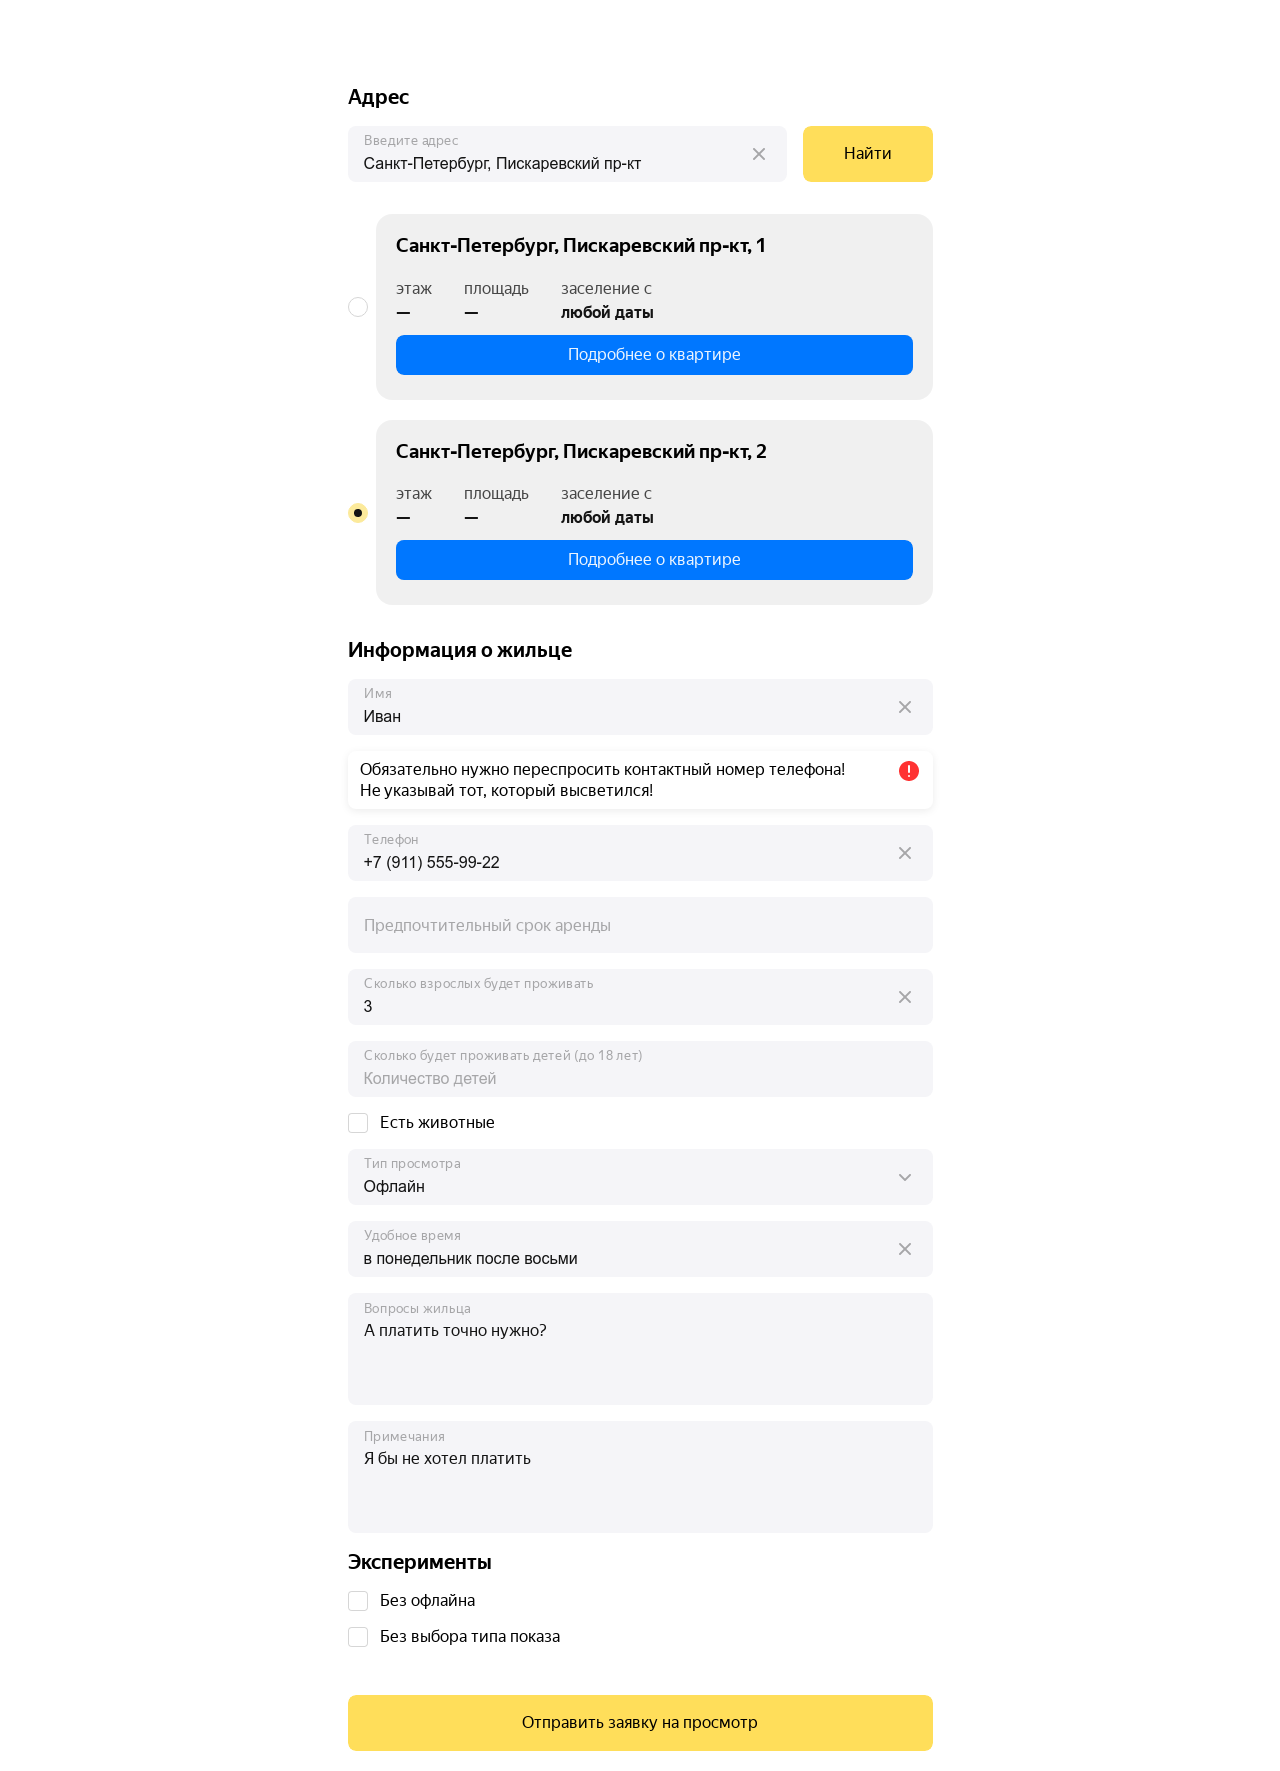 Адрес
Введите адрес
Санкт-Петербург, Пискаревский пр-кт
Найти
Санкт-Петербург, Пискаревский пр-кт, 1
этаж площадь заселение с
— — любой даты
Подробнее о квартире
Санкт-Петербург, Пискаревский пр-кт, 2
этаж площадь заселение с
— — любой даты
Подробнее о квартире
Информация о жильце
Имя
Иван
Обязательно нужно переспросить контактный номер телефона!
Не указывай тот, который высветился!
Телефон
+7 (911) 555-99-22
Предпочтительный срок аренды
Сколько взрослых будет проживать
3
Сколько будет проживать детей (до 18 лет)
Количество детей
Есть животные
Тип просмотра
Офлайн
Удобное время
в понедельник после восьми
Вопросы жильца
А платить точно нужно?
Примечания
Я бы не хотел платить
Эксперименты
Без офлайна
Без выбора типа показа
Отправить заявку на просмотр